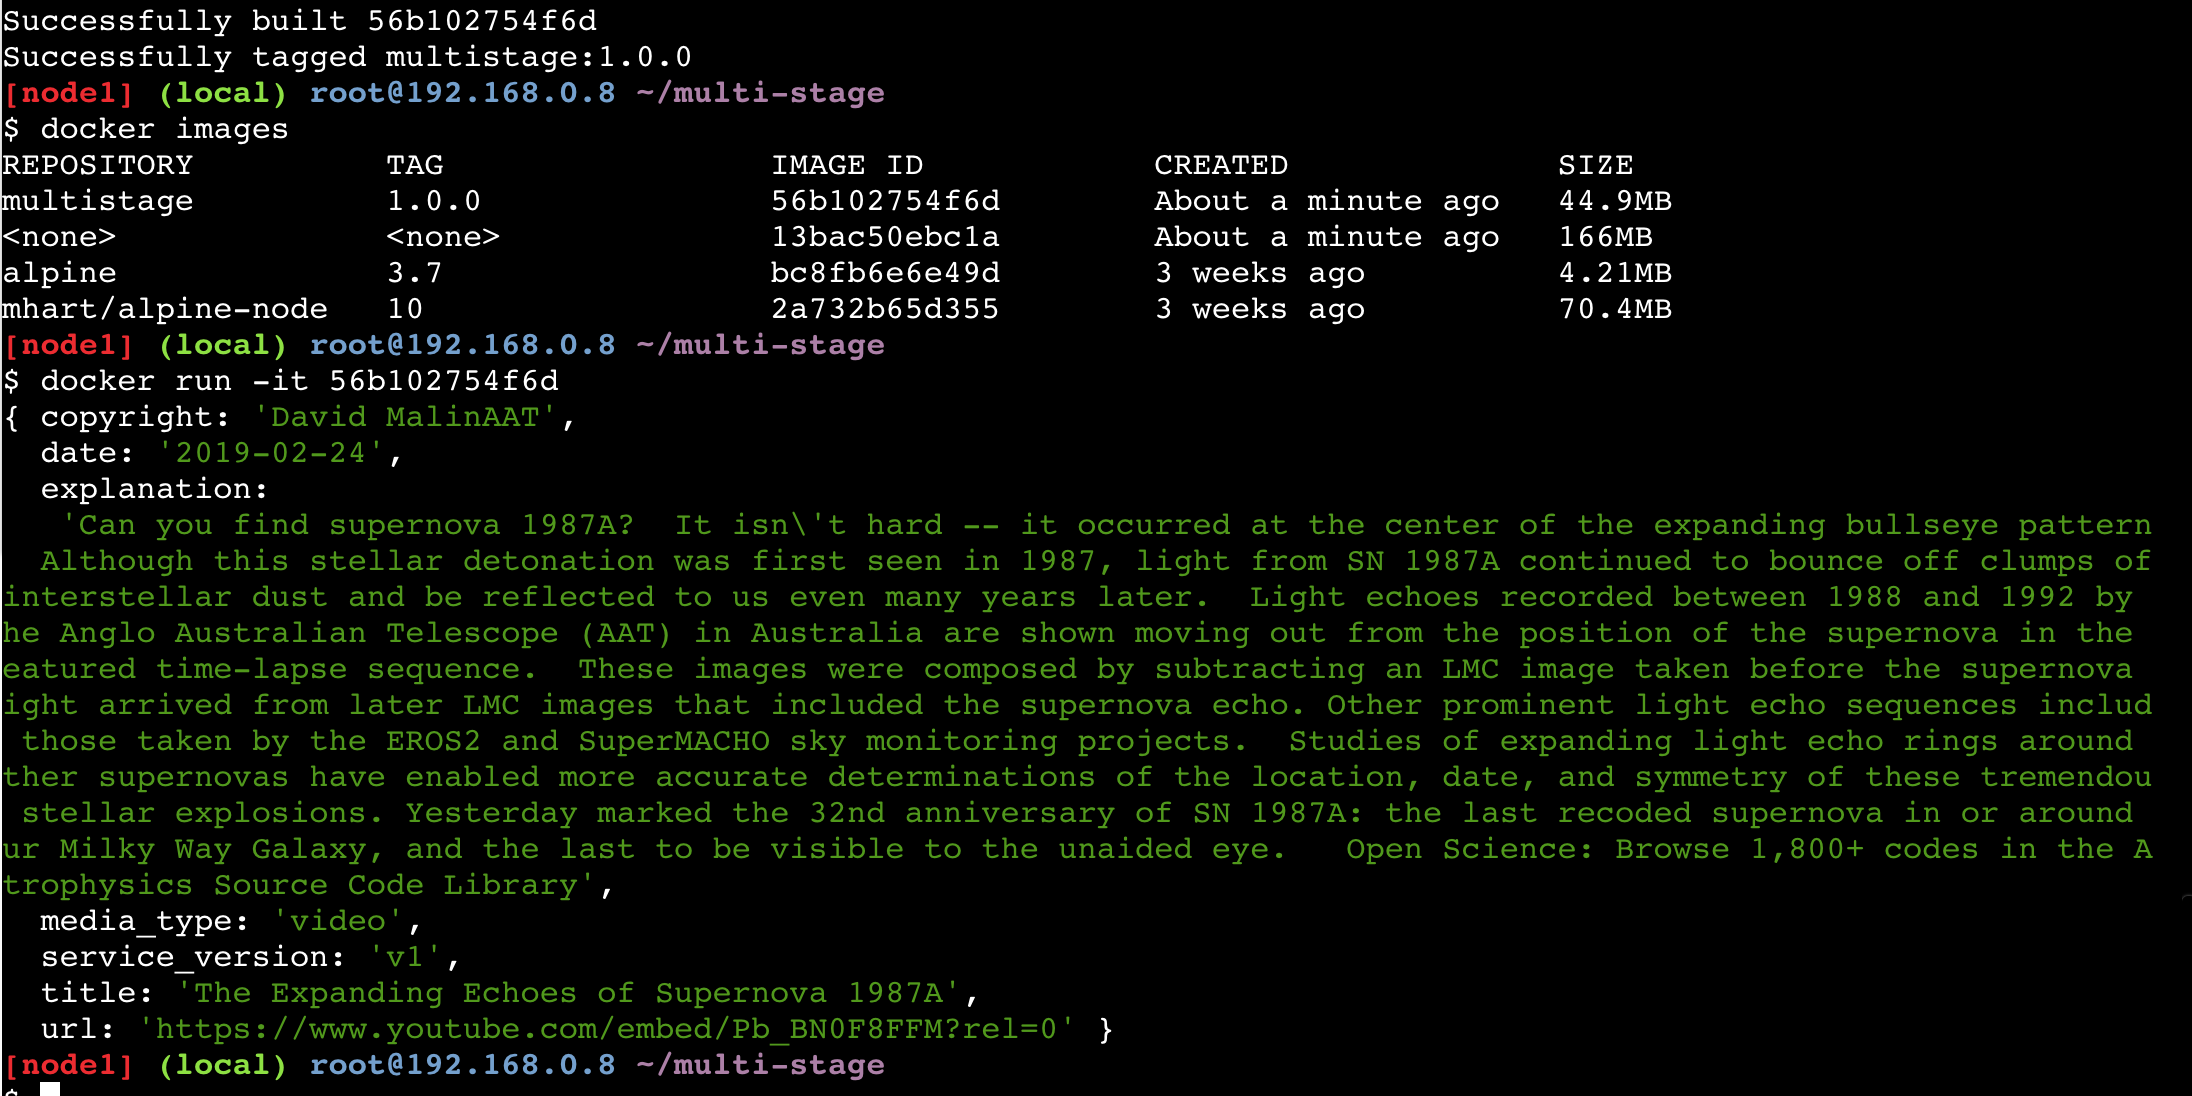 Successfully built 56b102754f6d
Successfully tagged multistage:1.0.0
[node1] (local) root@192.168.0.8 ~/multi-stage
$ docker images
REPOSITORY          TAG                 IMAGE ID            CREATED              SIZE
multistage          1.0.0               56b102754f6d        About a minute ago   44.9MB
<none>              <none>              13bac50ebc1a        About a minute ago   166MB
alpine              3.7                 bc8fb6e6e49d        3 weeks ago          4.21MB
mhart/alpine-node   10                  2a732b65d355        3 weeks ago          70.4MB
[node1] (local) root@192.168.0.8 ~/multi-stage
$ docker run -it 56b102754f6d
{ copyright: 'David MalinAAT',
  date: '2019-02-24',
  explanation:
   'Can you find supernova 1987A?  It isn\'t hard -- it occurred at the center of the expanding bullseye pattern
  Although this stellar detonation was first seen in 1987, light from SN 1987A continued to bounce off clumps of
interstellar dust and be reflected to us even many years later.  Light echoes recorded between 1988 and 1992 by
he Anglo Australian Telescope (AAT) in Australia are shown moving out from the position of the supernova in the
eatured time-lapse sequence.  These images were composed by subtracting an LMC image taken before the supernova
ight arrived from later LMC images that included the supernova echo. Other prominent light echo sequences includ
 those taken by the EROS2 and SuperMACHO sky monitoring projects.  Studies of expanding light echo rings around
ther supernovas have enabled more accurate determinations of the location, date, and symmetry of these tremendou
 stellar explosions. Yesterday marked the 32nd anniversary of SN 1987A: the last recoded supernova in or around
ur Milky Way Galaxy, and the last to be visible to the unaided eye.   Open Science: Browse 1,800+ codes in the A
trophysics Source Code Library',
  media_type: 'video',
  service_version: 'v1',
  title: 'The Expanding Echoes of Supernova 1987A',
  url: 'https://www.youtube.com/embed/Pb_BN0F8FFM?rel=0' }
[node1] (local) root@192.168.0.8 ~/multi-stage
$